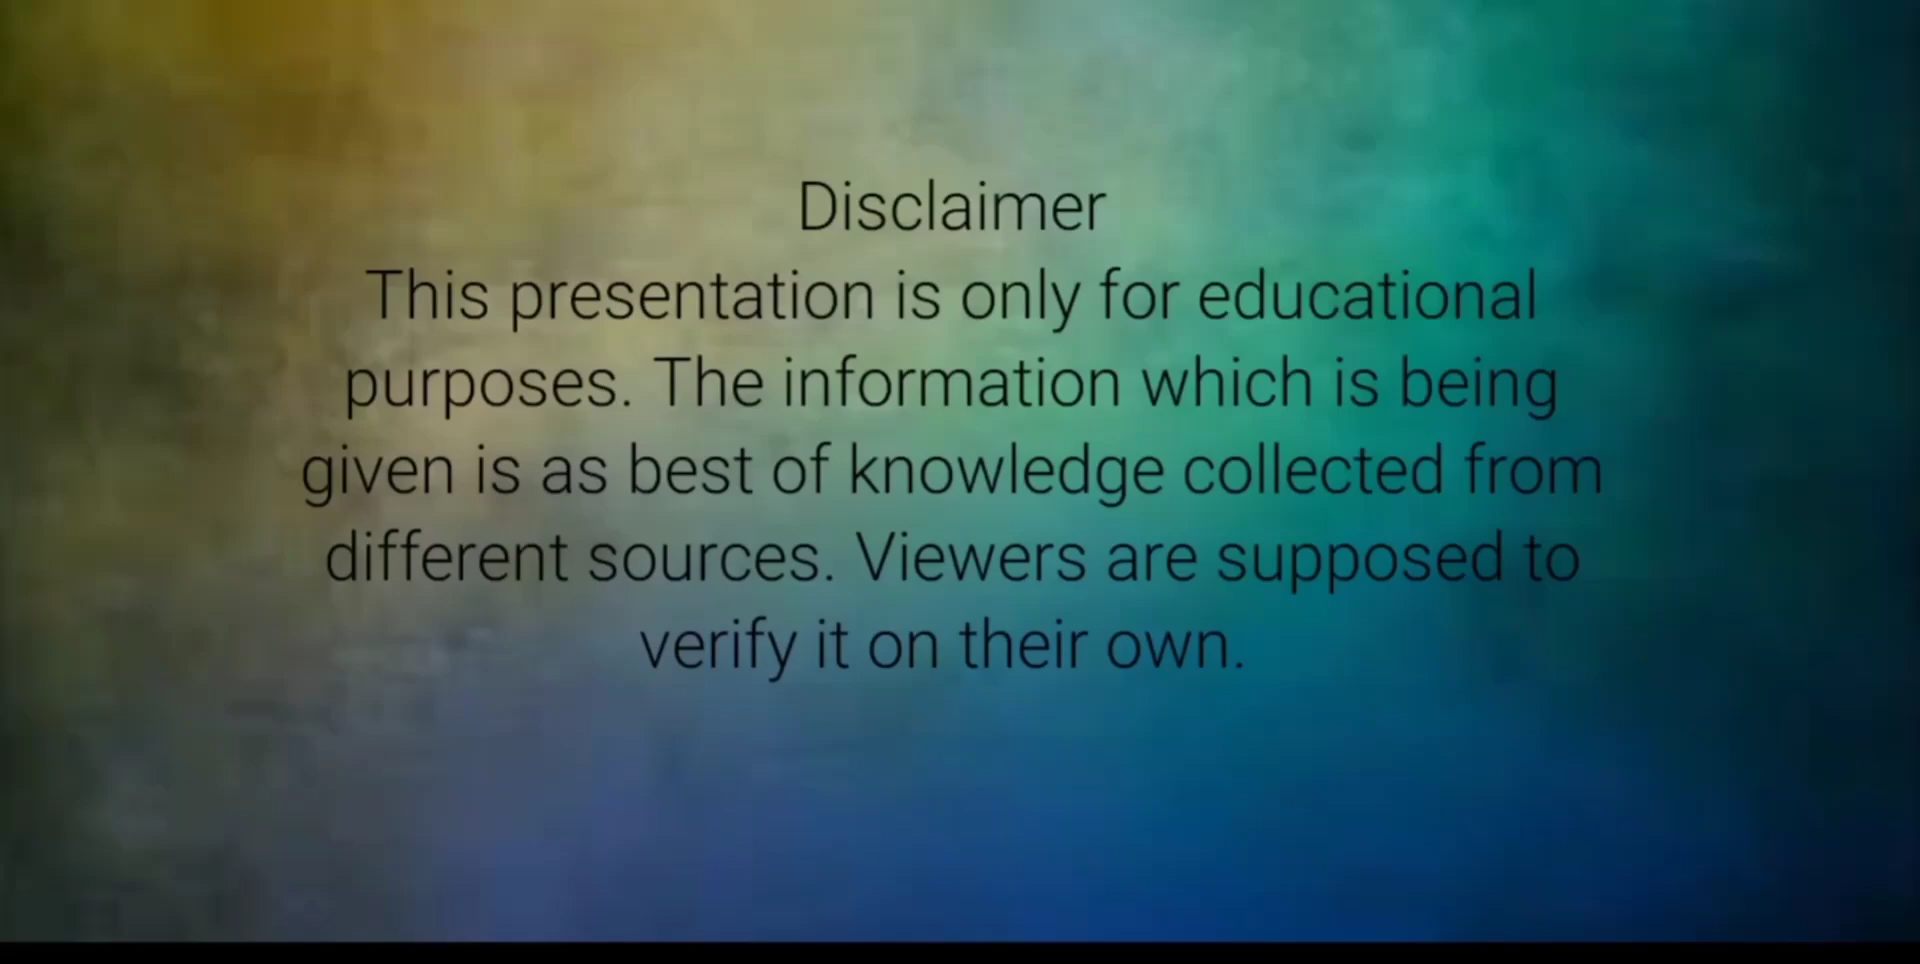 Disclaimer
This presentation is only for educational
purposes. The information which is being
given is as best of knowledge collected from
different sources. Viewers are supposed to
verify it on their own.